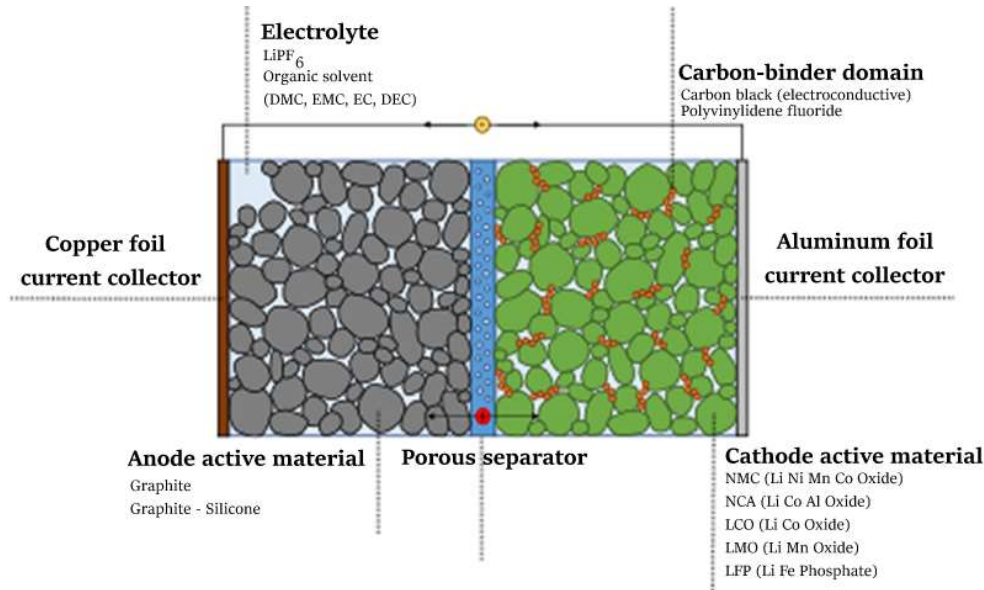 Electrolyte
LiPF6
Organic solvent
(DMC, EMC, EC, DEC)
Carbon-binder domain
Carbon black (electroconductive)
Polyvinylidene fluoride
Copper foil
current collector
Aluminum foil
current collector
Anode active material
Graphite
Graphite - Silicone
Porous separator
Cathode active material
NMC (Li Ni Mn Co Oxide)
NCA (Li Co Al Oxide)
LCO (Li Co Oxide)
LMO (Li Mn Oxide)
LFP (Li Fe Phosphate)